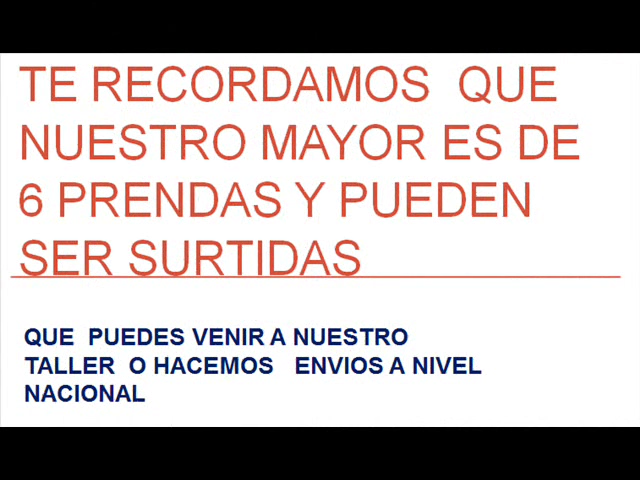 TE RECORDAMOS  QUE
NUESTRO MAYOR ES DE
6 PRENDAS Y PUEDEN
SER SURTIDAS
QUE  PUEDES VENIR A NUESTRO
TALLER  O HACEMOS   ENVIOS A NIVEL
NACIONAL